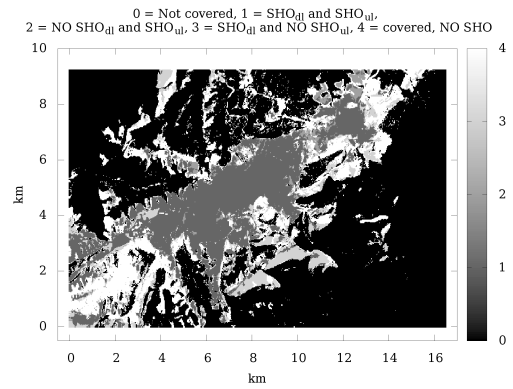 0 = Not covered, 1 = SHOdl and SHOul,
2 = NO SHOdl and SHOul, 3 = SHOdl and NO SHOul, 4 = covered, NO SHO
10
8
6
4
2
0
km
0 2 4 6 8 10 12 14 16
km
4
3
2
1
0